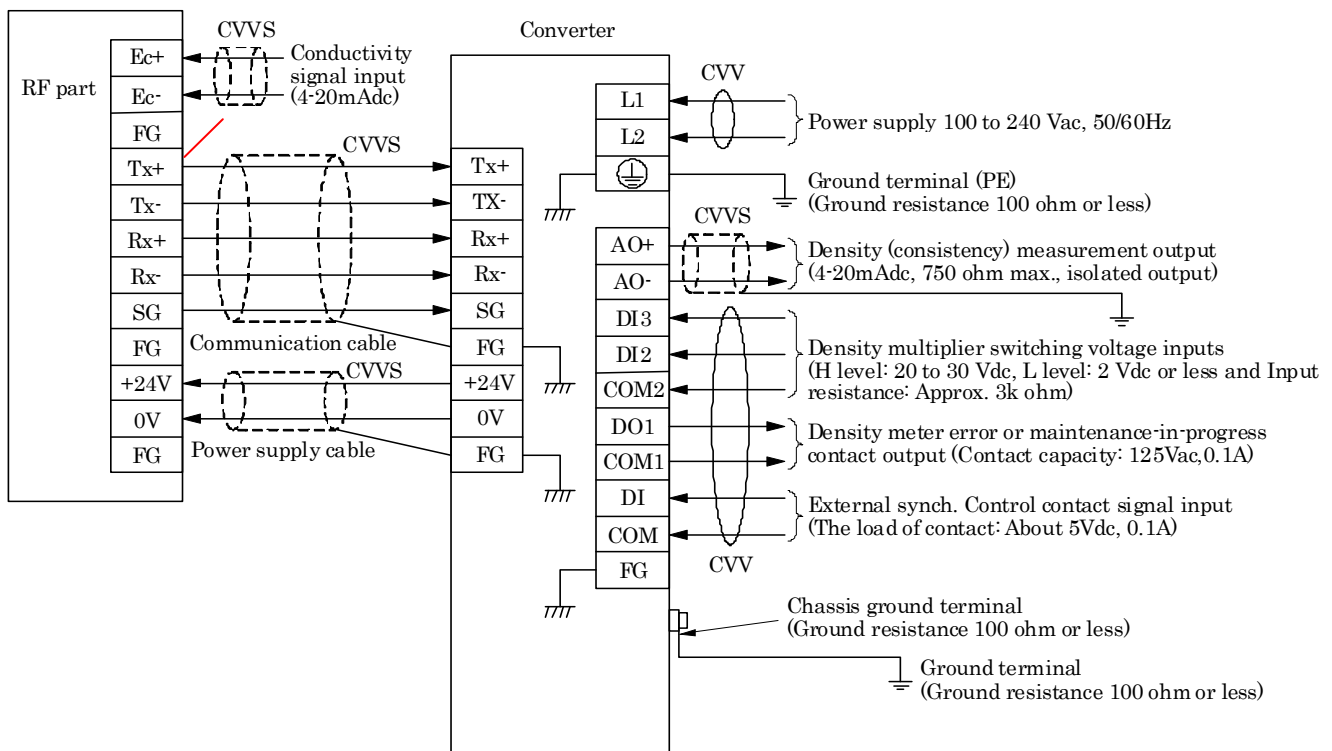 RF part
CVVS
Ec+
Ec-
FG
Tx+
Tx-
Rx+
Rx-
SG
FG
+24V
0V
FG
Conductivity
signal input
(4-20mAdc)
CVVS
Communication cable
CVVS
Power supply cable
Converter
Tx+
TX-
Rx+
Rx-
SG
FG
+24V
0V
FG
L1
L2
AO+
AO-
DI3
DI2
COM2
DO1
COM1
DI
COM
FG
CVV
Power supply 100 to 240 Vac, 50/60Hz
Ground terminal (PE)
(Ground resistance 100 ohm or less)
CVVS
Density (consistency) measurement output
(4-20mAdc, 750 ohm max., isolated output)
Density multiplier switching voltage inputs
(H level: 20 to 30 Vdc, L level: 2 Vdc or less and Input
resistance: Approx. 3k ohm)
Density meter error or maintenance-in-progress
contact output (Contact capacity: 125Vac,0.1A)
External synch. Control contact signal input
(The load of contact: About 5Vdc, 0.1A)
CVV
Chassis ground terminal
(Ground resistance 100 ohm or less)
Ground terminal
(Ground resistance 100 ohm or less)